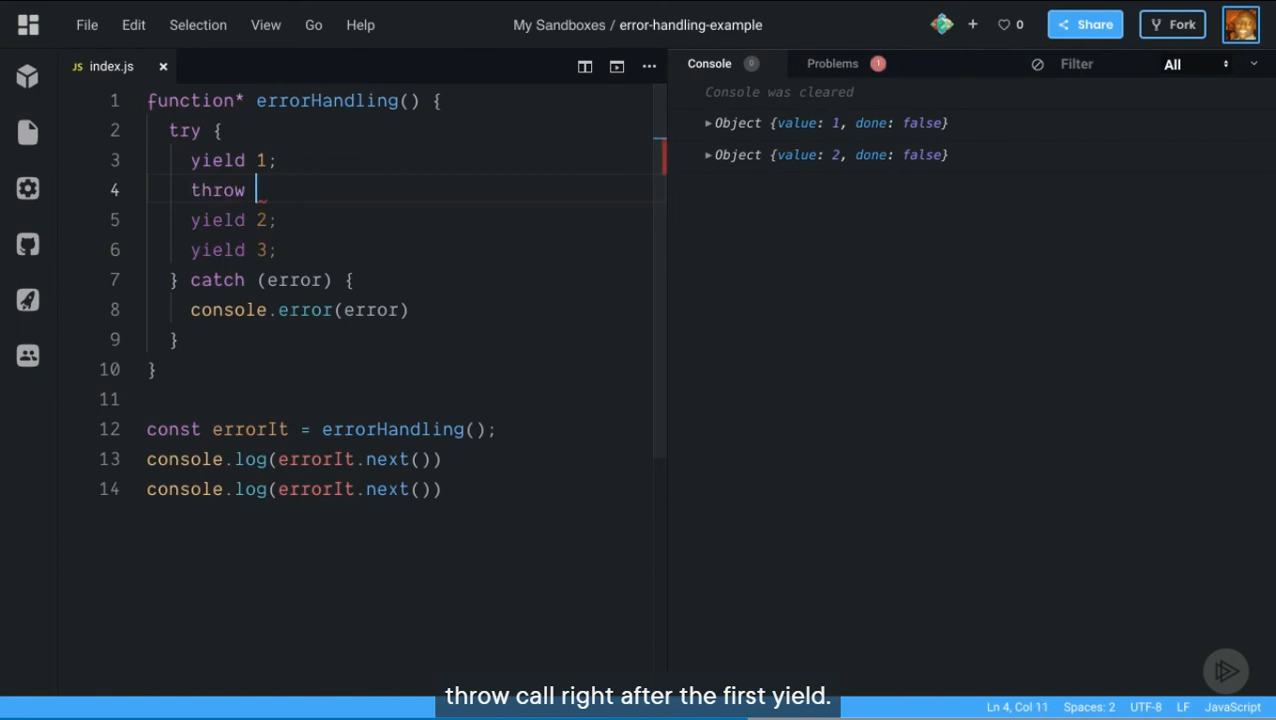 File Edit Selection View Go Help My Sandboxes / error-handling-example + 0 Share Fork
JS index.js × ... Console 0 Problems 1 Filter All
1 function* errorHandling() {
2 try {
3 yield 1;
4 throw
5 yield 2;
6 yield 3;
7 } catch (error) {
8 console.error(error)
9 }
10 }
11
12 const errorIt = errorHandling();
13 console.log(errorIt.next())
14 console.log(errorIt.next())
Console was cleared
Object {value: 1, done: false}
Object {value: 2, done: false}
throw call right after the first yield.
Ln 4, Col 11 Spaces: 2 UTF-8 LF JavaScript